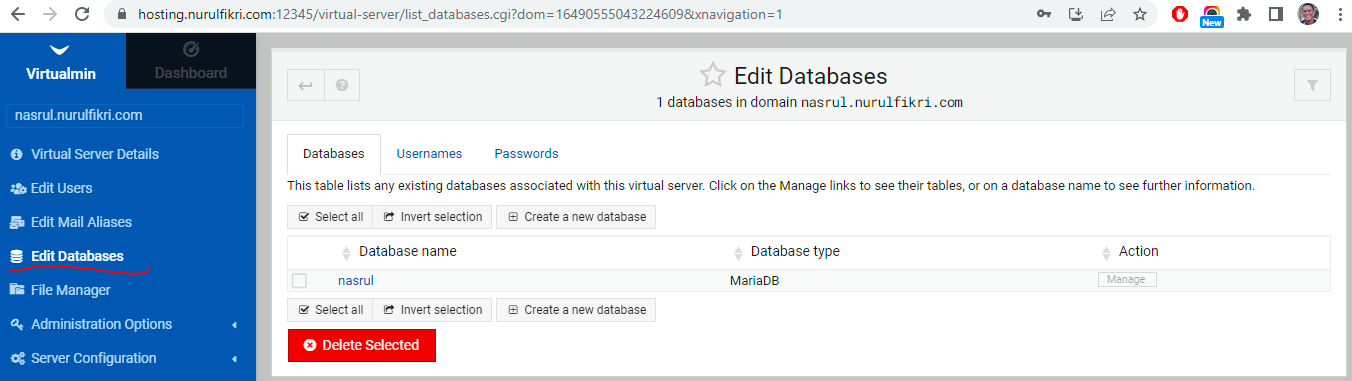 hosting.nurulfikri.com:12345/virtual-server/list_databases.cgi?dom=16490555043224609&xnavigation=1
New
Virtualmin
Dashboard
nasrul.nurulfikri.com
Virtual Server Details
Edit Users
Edit Mail Aliases
Edit Databases
File Manager
Administration Options
Server Configuration
Edit Databases
1 databases in domain nasrul.nurulfikri.com
Databases Usernames Passwords
This table lists any existing databases associated with this virtual server. Click on the Manage links to see their tables, or on a database name to see further information.
Select all Invert selection Create a new database
Database name Database type Action
nasrul MariaDB Manage
Select all Invert selection Create a new database
Delete Selected